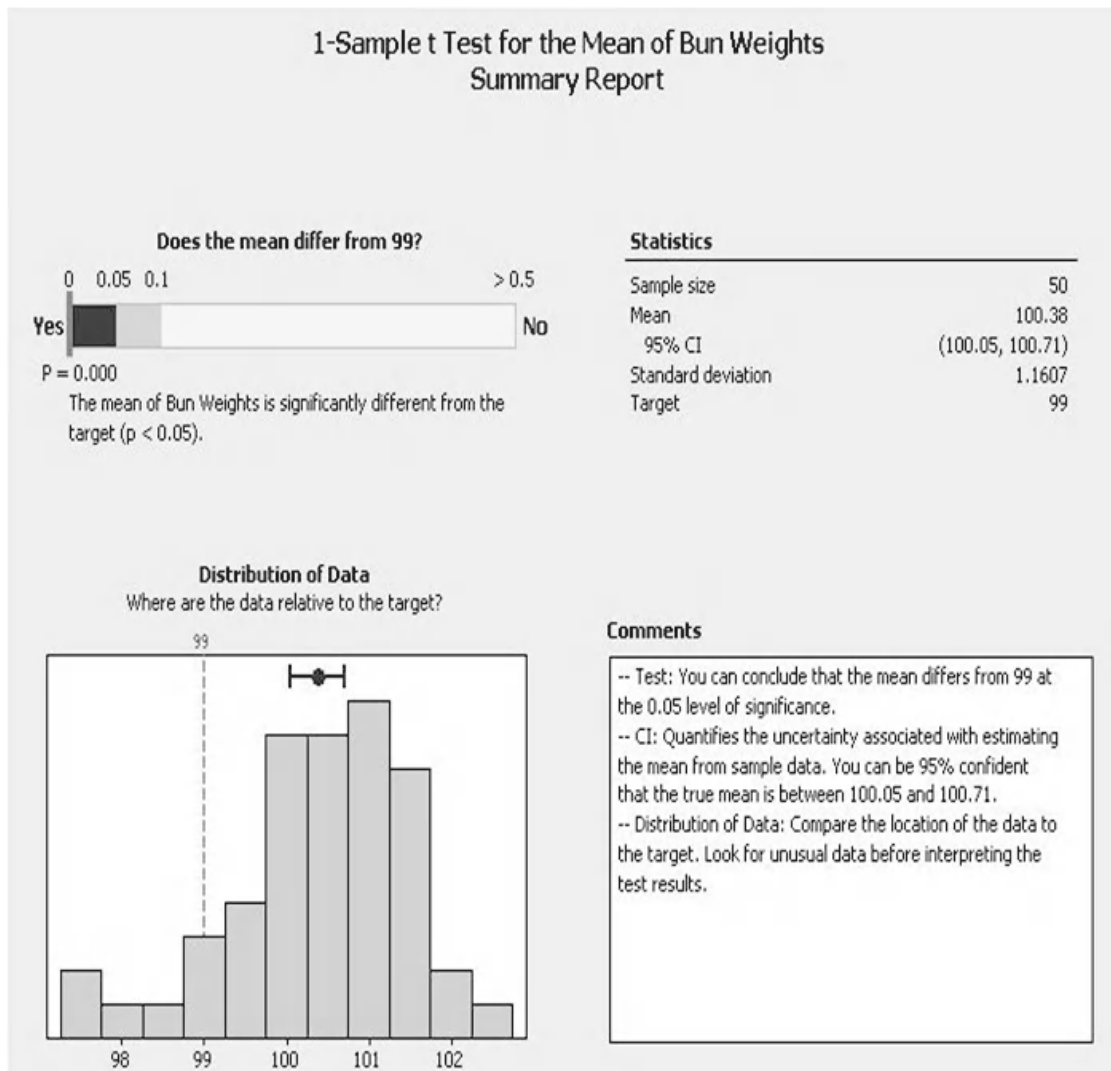 1-Sample t Test for the Mean of Bun Weights
Summary Report
Does the mean differ from 99?
0 0.05 0.1 > 0.5
Yes No
P = 0.000
The mean of Bun Weights is significantly different from the
target (p < 0.05).
Statistics
Sample size 50
Mean 100.38
95% CI (100.05, 100.71)
Standard deviation 1.1607
Target 99
Distribution of Data
Where are the data relative to the target?
99
98 99 100 101 102
Comments
-- Test: You can conclude that the mean differs from 99 at
the 0.05 level of significance.
-- CI: Quantifies the uncertainty associated with estimating
the mean from sample data. You can be 95% confident
that the true mean is between 100.05 and 100.71.
-- Distribution of Data: Compare the location of the data to
the target. Look for unusual data before interpreting the
test results.